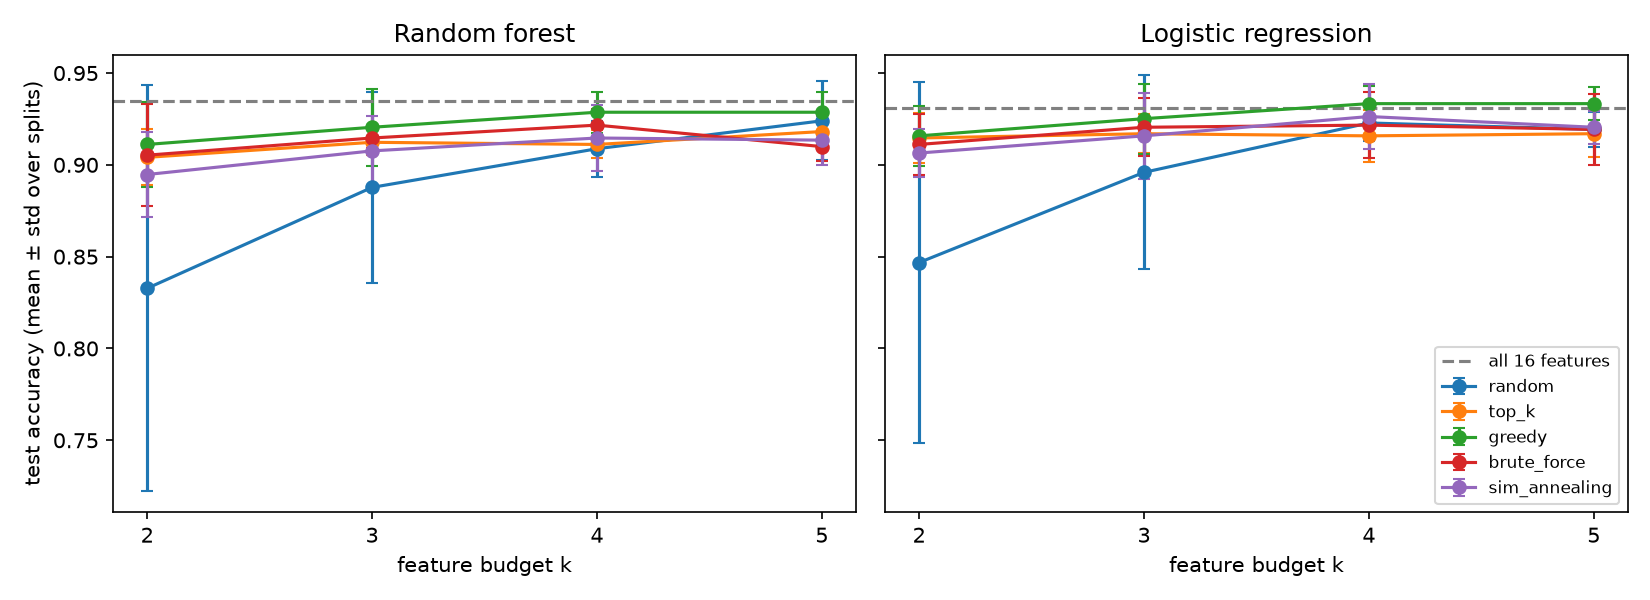 Random forest
Logistic regression
test accuracy (mean ± std over splits)
0.95
0.90
0.85
0.80
0.75
2
3
4
5
feature budget k
2
3
4
5
feature budget k
all 16 features
random
top_k
greedy
brute_force
sim_annealing